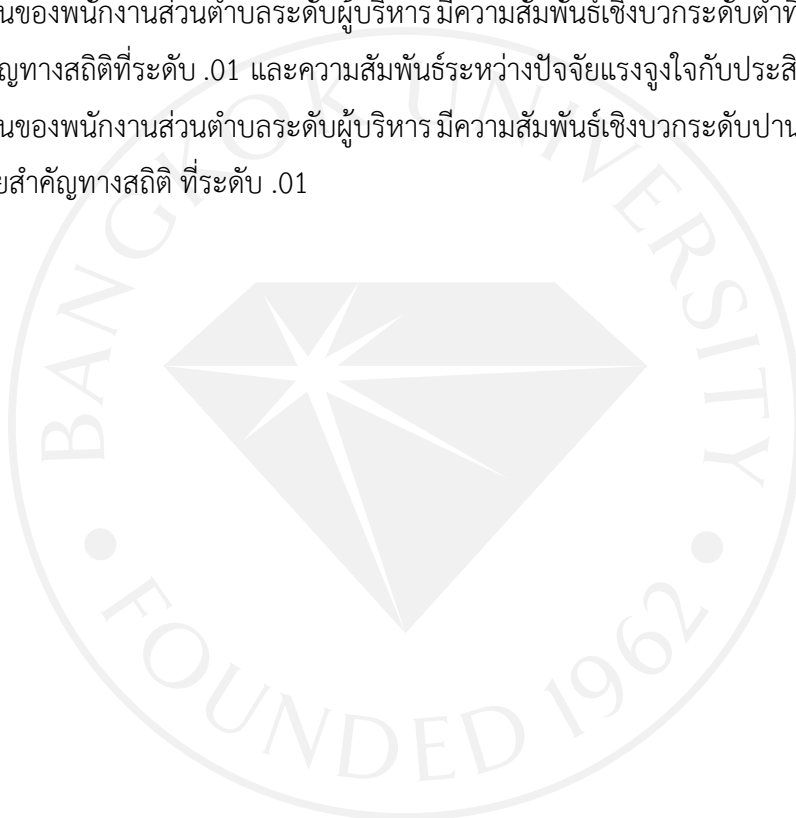 นของพนักงานส่วนตำบลระดับผู้บริหาร มีความสัมพันธ์เชิงบวกระดับต่ำที
ญทางสถิติที่ระดับ .01 และความสัมพันธ์ระหว่างปัจจัยแรงจูงใจกับประสิ
นของพนักงานส่วนตำบลระดับผู้บริหาร มีความสัมพันธ์เชิงบวกระดับปาน
ยสำคัญทางสถิติ ที่ระดับ .01
BANGKOK UNIVERSITY
FOUNDED 1962